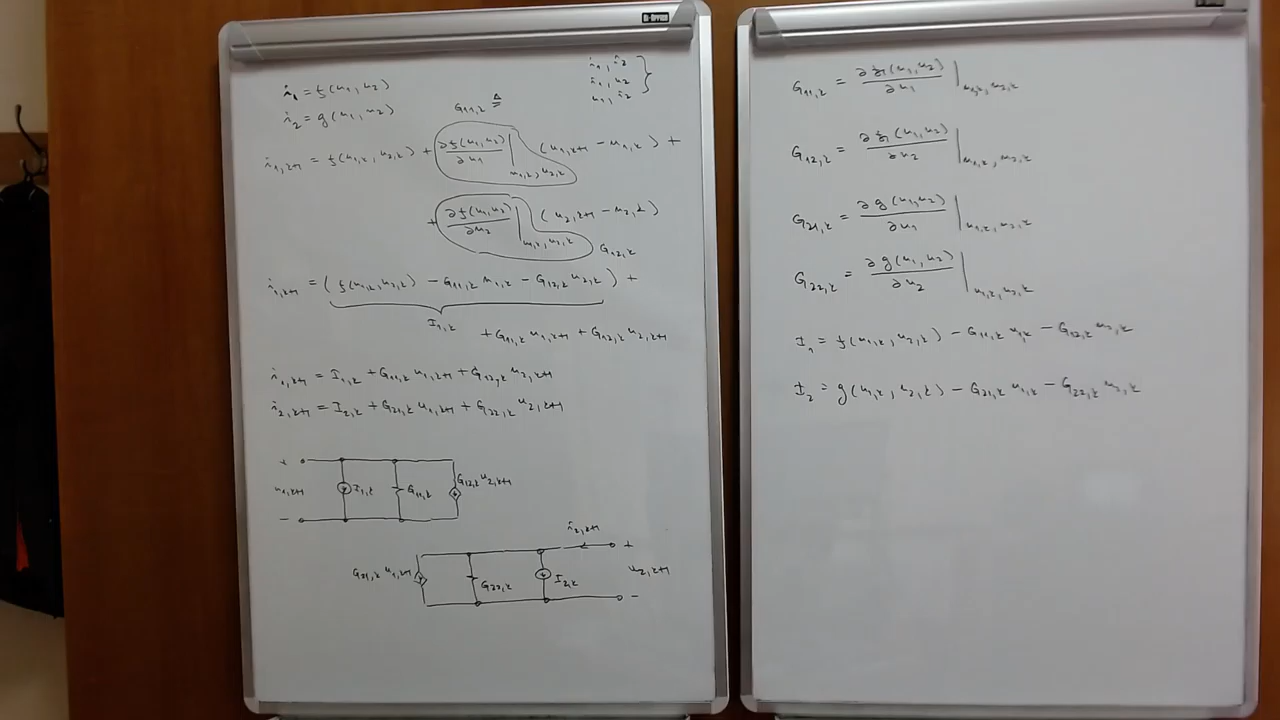 BI-OFFICE
i₁ = f(u₁, u₂)
i₂ = g(u₁, u₂)
i₁, i₂
i₁, u₂
u₁, i₂
G₁₁,ₖ ≜
i₁,ₖ₊₁ = f(u₁,ₖ, u₂,ₖ) + ∂f(u₁,u₂)/∂u₁ |u₁,ₖ, u₂,ₖ (u₁,ₖ₊₁ − u₁,ₖ) +
+ ∂f(u₁,u₂)/∂u₂ |u₁,ₖ, u₂,ₖ (u₂,ₖ₊₁ − u₂,ₖ)
G₁₂,ₖ
i₁,ₖ₊₁ = (f(u₁,ₖ, u₂,ₖ) − G₁₁,ₖ u₁,ₖ − G₁₂,ₖ u₂,ₖ) +
I₁,ₖ
+ G₁₁,ₖ u₁,ₖ₊₁ + G₁₂,ₖ u₂,ₖ₊₁
i₁,ₖ₊₁ = I₁,ₖ + G₁₁,ₖ u₁,ₖ₊₁ + G₁₂,ₖ u₂,ₖ₊₁
i₂,ₖ₊₁ = I₂,ₖ + G₂₁,ₖ u₁,ₖ₊₁ + G₂₂,ₖ u₂,ₖ₊₁
+
u₁,ₖ₊₁ I₁,ₖ G₁₁,ₖ G₁₂,ₖ u₂,ₖ₊₁
−
i₂,ₖ₊₁
+
G₂₁,ₖ u₁,ₖ₊₁ G₂₂,ₖ I₂,ₖ u₂,ₖ₊₁
−
G₁₁,ₖ = ∂f(u₁,u₂)/∂u₁ |u₁,ₖ, u₂,ₖ
G₁₂,ₖ = ∂f(u₁,u₂)/∂u₂ |u₁,ₖ, u₂,ₖ
G₂₁,ₖ = ∂g(u₁,u₂)/∂u₁ |u₁,ₖ, u₂,ₖ
G₂₂,ₖ = ∂g(u₁,u₂)/∂u₂ |u₁,ₖ, u₂,ₖ
I₁ = f(u₁,ₖ, u₂,ₖ) − G₁₁,ₖ u₁,ₖ − G₁₂,ₖ u₂,ₖ
I₂ = g(u₁,ₖ, u₂,ₖ) − G₂₁,ₖ u₁,ₖ − G₂₂,ₖ u₂,ₖ